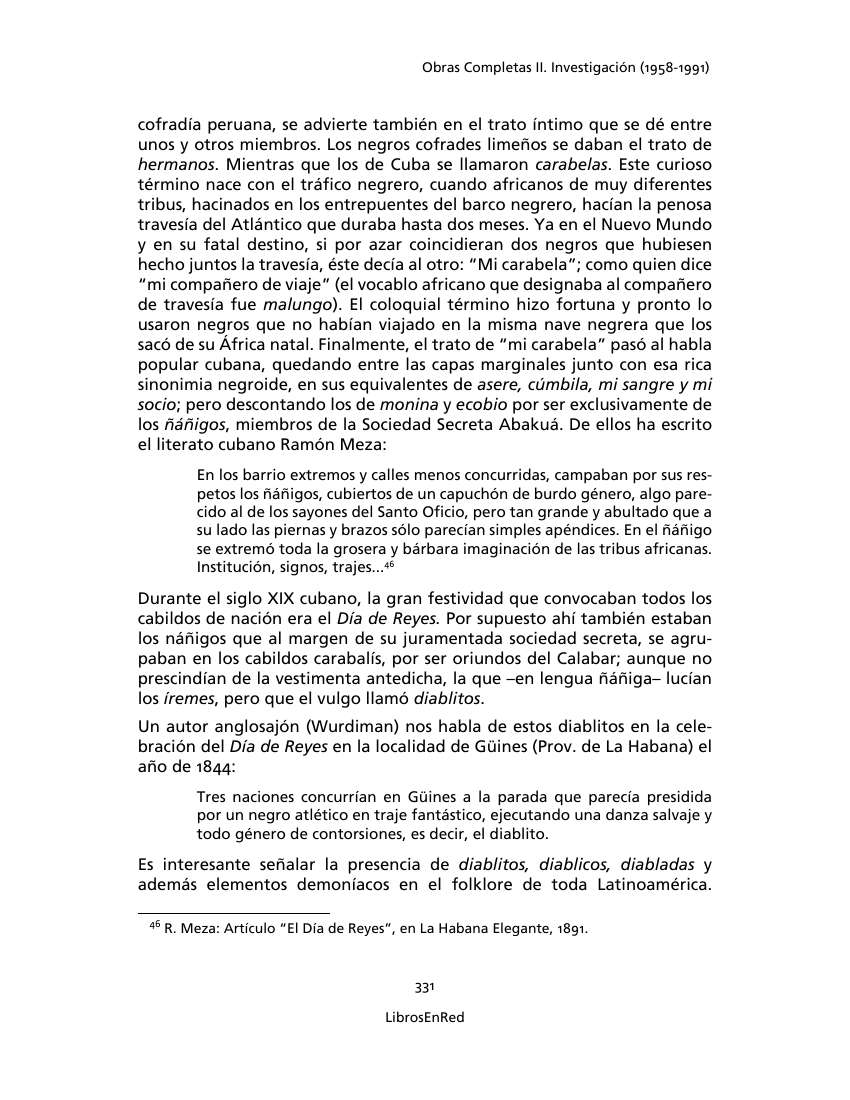 Obras Completas II. Investigación (1958-1991)
cofradía peruana, se advierte también en el trato íntimo que se dé entre
unos y otros miembros. Los negros cofrades limeños se daban el trato de
hermanos. Mientras que los de Cuba se llamaron carabelas. Este curioso
término nace con el tráfico negrero, cuando africanos de muy diferentes
tribus, hacinados en los entrepuentes del barco negrero, hacían la penosa
travesía del Atlántico que duraba hasta dos meses. Ya en el Nuevo Mundo
y en su fatal destino, si por azar coincidieran dos negros que hubiesen
hecho juntos la travesía, éste decía al otro: “Mi carabela”; como quien dice
“mi compañero de viaje” (el vocablo africano que designaba al compañero
de travesía fue malungo). El coloquial término hizo fortuna y pronto lo
usaron negros que no habían viajado en la misma nave negrera que los
sacó de su África natal. Finalmente, el trato de “mi carabela” pasó al habla
popular cubana, quedando entre las capas marginales junto con esa rica
sinonimia negroide, en sus equivalentes de asere, cúmbila, mi sangre y mi
socio; pero descontando los de monina y ecobio por ser exclusivamente de
los ñáñigos, miembros de la Sociedad Secreta Abakuá. De ellos ha escrito
el literato cubano Ramón Meza:
En los barrio extremos y calles menos concurridas, campaban por sus res-
petos los ñáñigos, cubiertos de un capuchón de burdo género, algo pare-
cido al de los sayones del Santo Oficio, pero tan grande y abultado que a
su lado las piernas y brazos sólo parecían simples apéndices. En el ñáñigo
se extremó toda la grosera y bárbara imaginación de las tribus africanas.
Institución, signos, trajes...46
Durante el siglo XIX cubano, la gran festividad que convocaban todos los
cabildos de nación era el Día de Reyes. Por supuesto ahí también estaban
los náñigos que al margen de su juramentada sociedad secreta, se agru-
paban en los cabildos carabalís, por ser oriundos del Calabar; aunque no
prescindían de la vestimenta antedicha, la que –en lengua ñáñiga– lucían
los íremes, pero que el vulgo llamó diablitos.
Un autor anglosajón (Wurdiman) nos habla de estos diablitos en la cele-
bración del Día de Reyes en la localidad de Güines (Prov. de La Habana) el
año de 1844:
Tres naciones concurrían en Güines a la parada que parecía presidida
por un negro atlético en traje fantástico, ejecutando una danza salvaje y
todo género de contorsiones, es decir, el diablito.
Es interesante señalar la presencia de diablitos, diablicos, diabladas y
además elementos demoníacos en el folklore de toda Latinoamérica.
46 R. Meza: Artículo “El Día de Reyes”, en La Habana Elegante, 1891.
331
LibrosEnRed